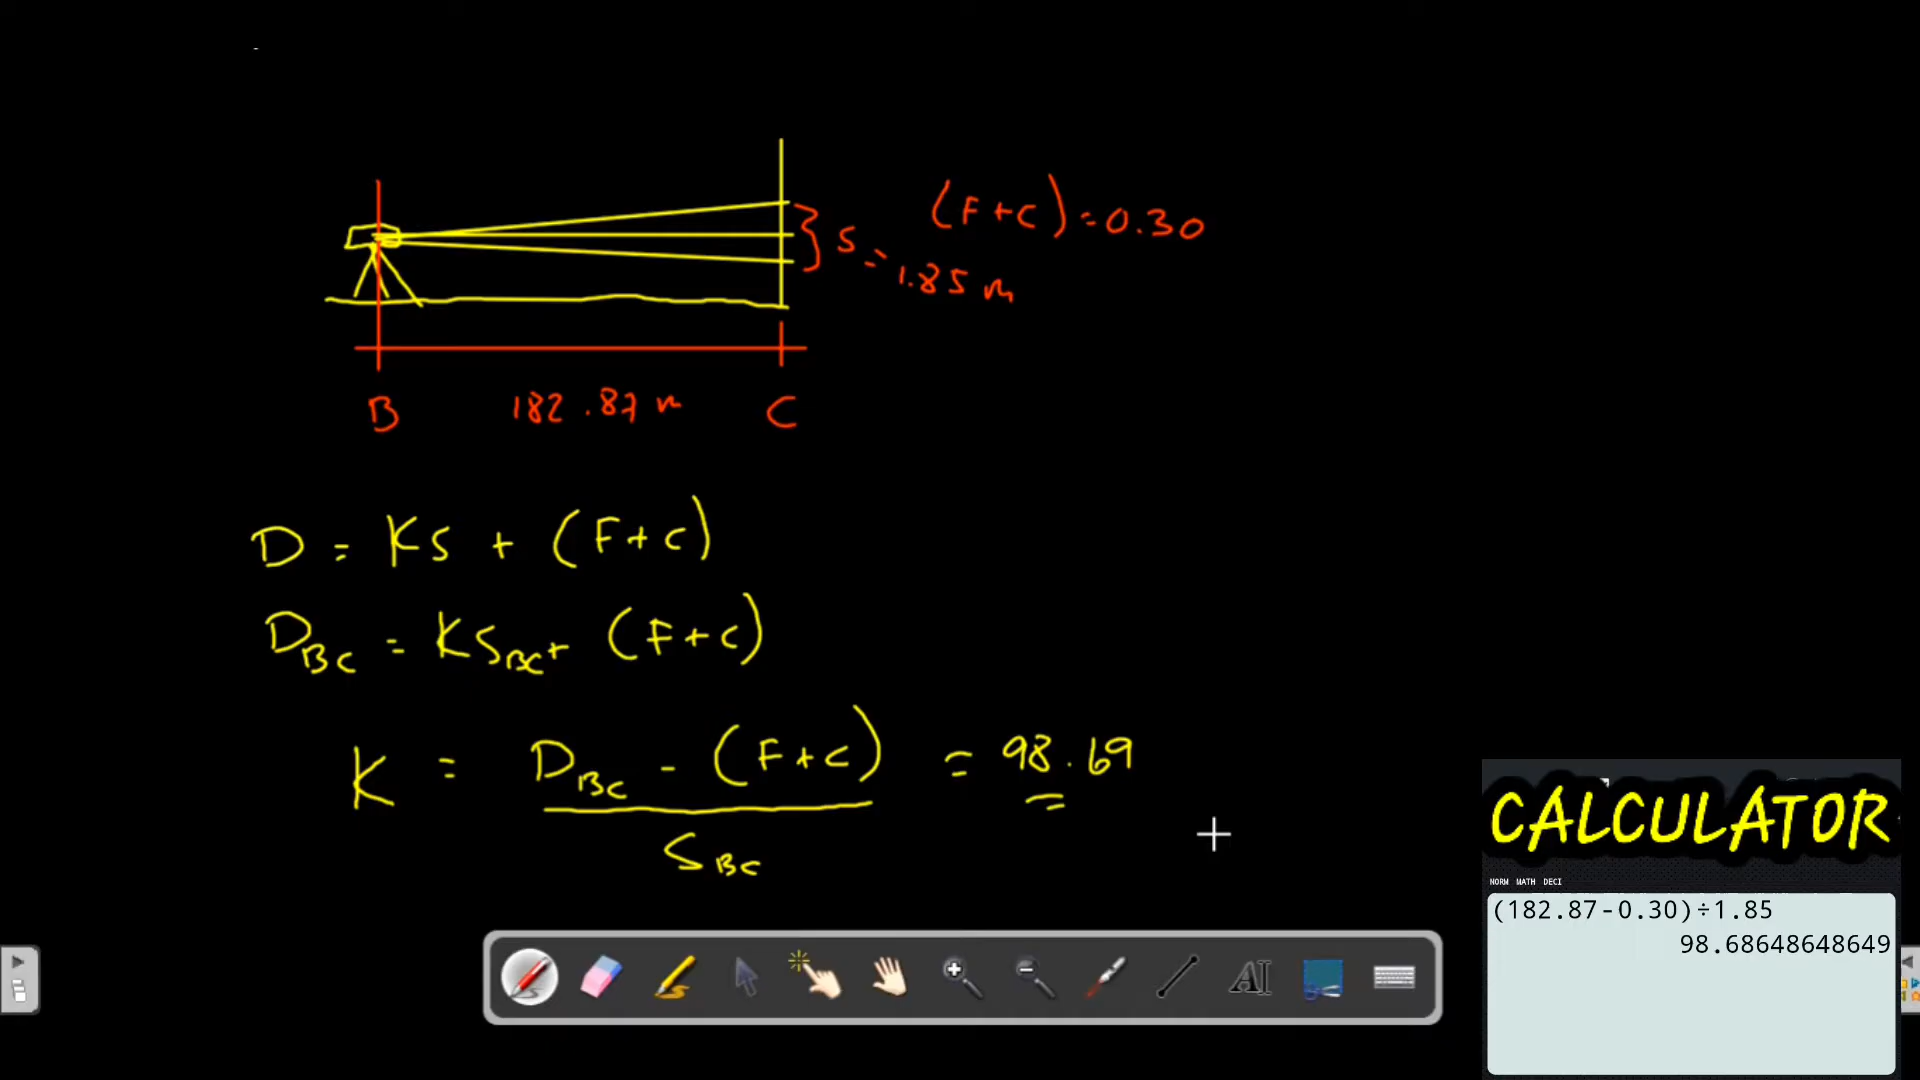 (F+C)=0.30
S=1.85 m
B 182.87 m C
D = KS + (F+C)
D_BC = KS_BC + (F+C)
K = D_BC - (F+C) = 98.69
S_BC
AI
CALCULATOR
NORM MATH DECI
(182.87-0.30)÷1.85
98.68648648649